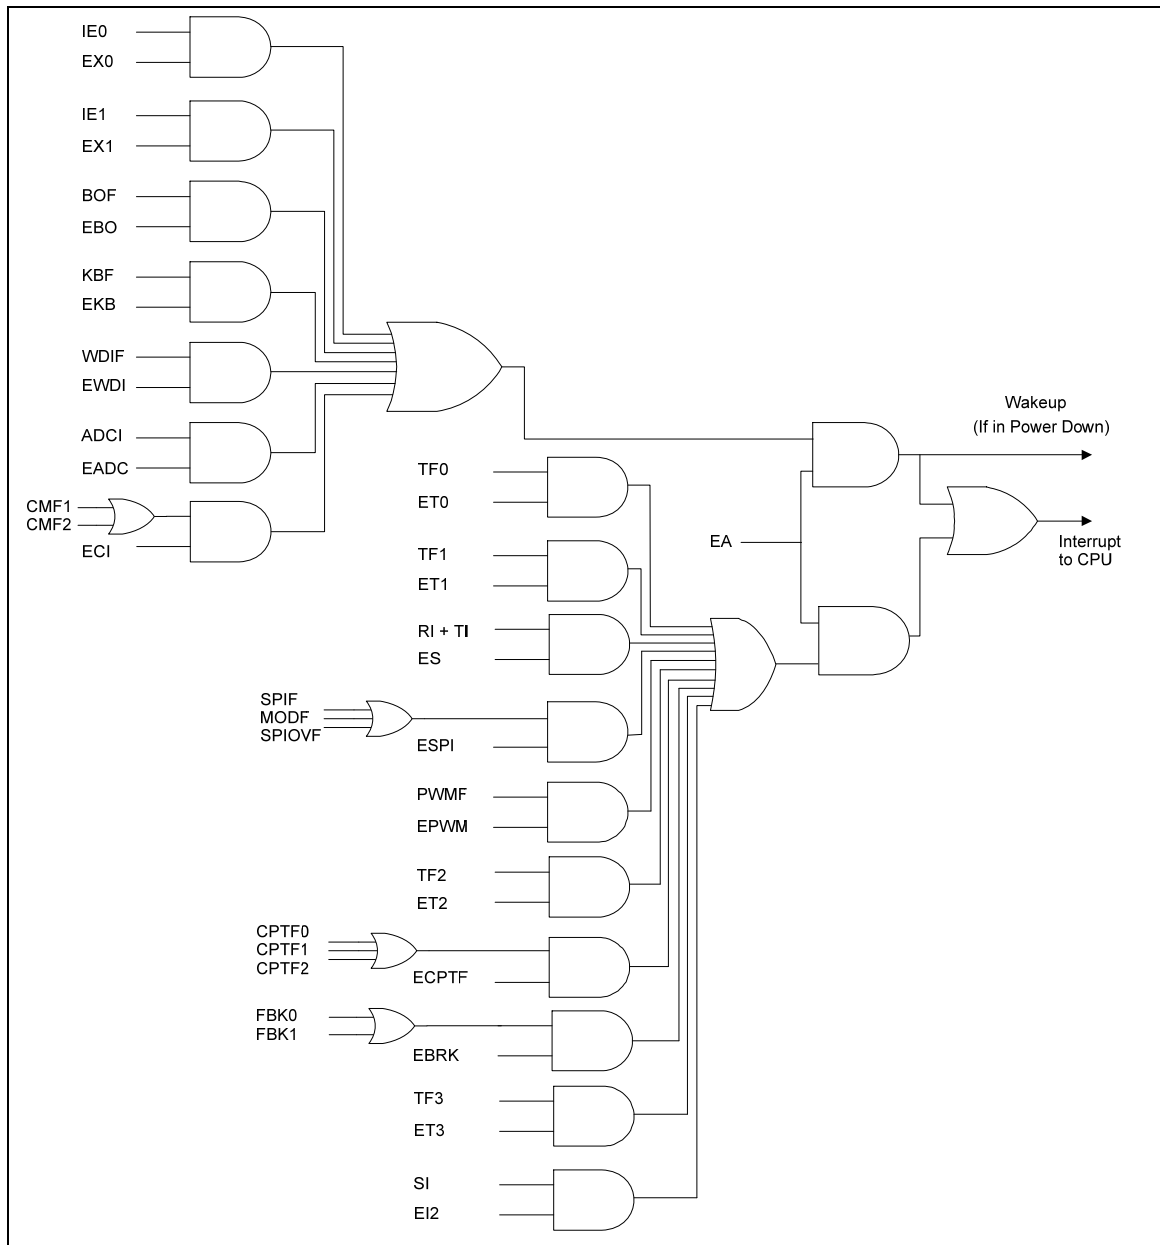 IE0
EX0
IE1
EX1
BOF
EBO
KBF
EKB
WDIF
EWDI
ADCI
EADC
CMF1
CMF2
ECI
Wakeup
(If in Power Down)
TF0
ET0
EA
Interrupt
to CPU
TF1
ET1
RI + TI
ES
SPIF
MODF
SPIOVF
ESPI
PWMF
EPWM
TF2
ET2
CPTF0
CPTF1
CPTF2
ECPTF
FBK0
FBK1
EBRK
TF3
ET3
SI
EI2